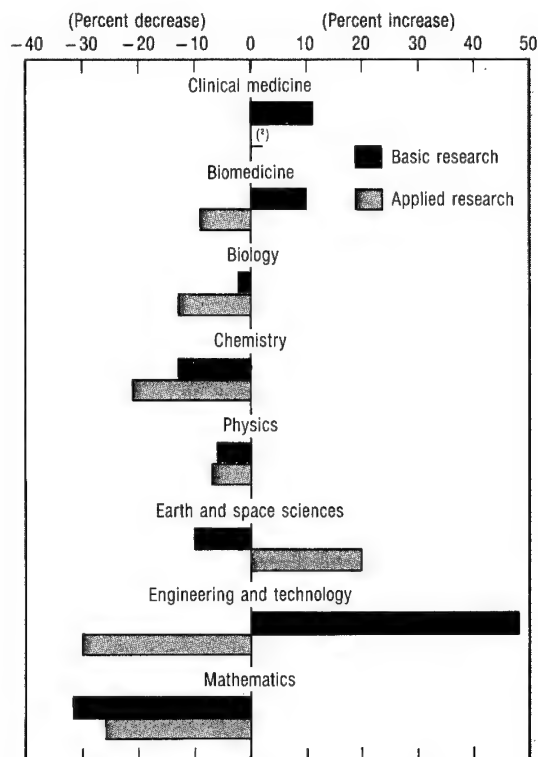 (Percent decrease) (Percent increase)
−40 −30 −20 −10 0 10 20 30 40 50
Clinical medicine
(²)
Basic research
Biomedicine
Applied research
Biology
Chemistry
Physics
Earth and space sciences
Engineering and technology
Mathematics